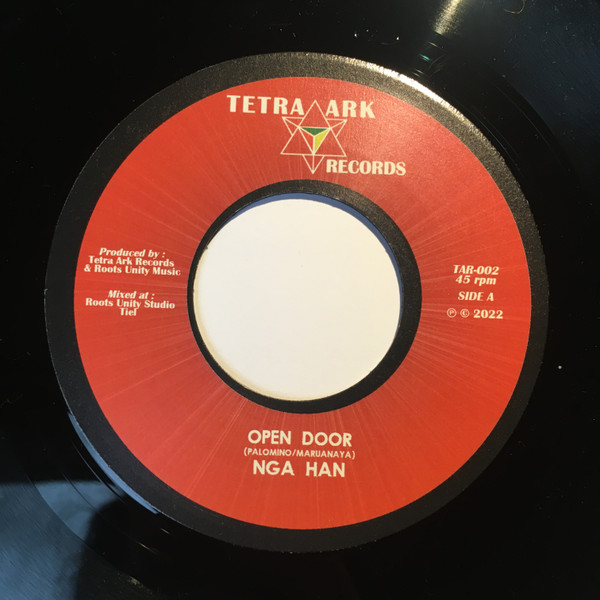 TETRA ARK
RECORDS
Produced by :
Tetra Ark Records
& Roots Unity Music
Mixed at :
Roots Unity Studio
Tief
TAR-002
45 rpm
SIDE A
℗ © 2022
OPEN DOOR
(PALOMINO/MARUANAYA)
NGA HAN